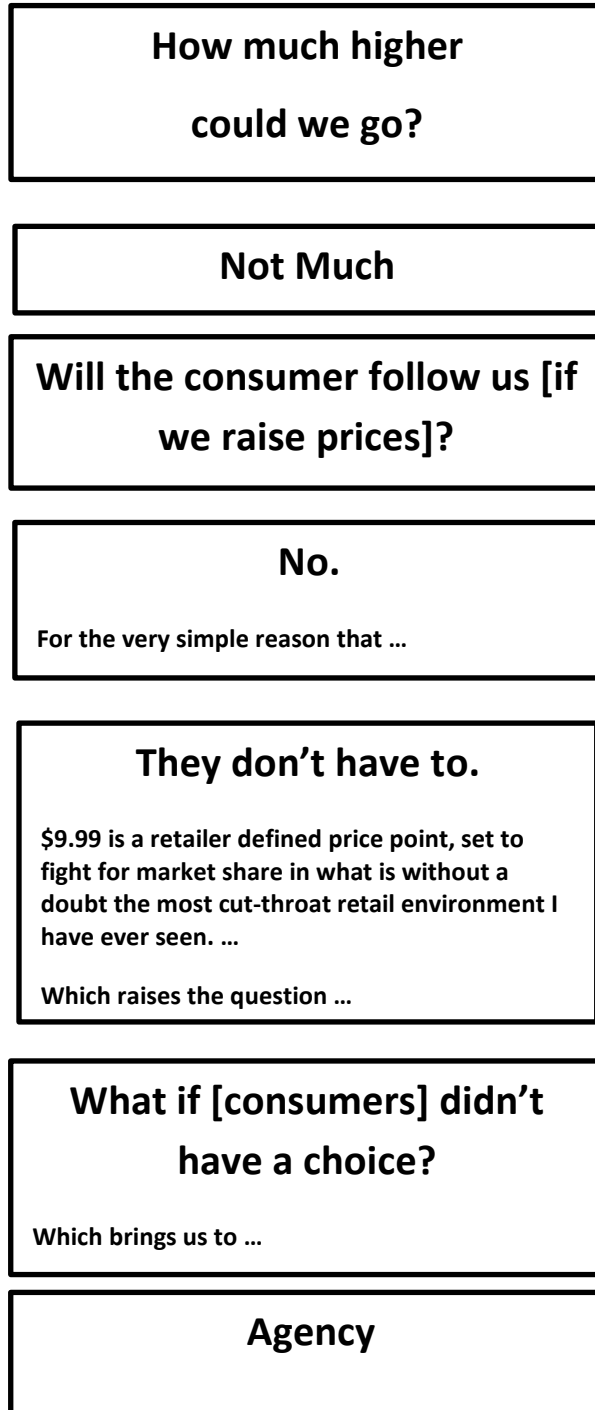 How much higher
could we go?
Not Much
Will the consumer follow us [if
we raise prices]?
No.
For the very simple reason that …
They don’t have to.
$9.99 is a retailer defined price point, set to
fight for market share in what is without a
doubt the most cut-throat retail environment I
have ever seen. …
Which raises the question …
What if [consumers] didn’t
have a choice?
Which brings us to …
Agency